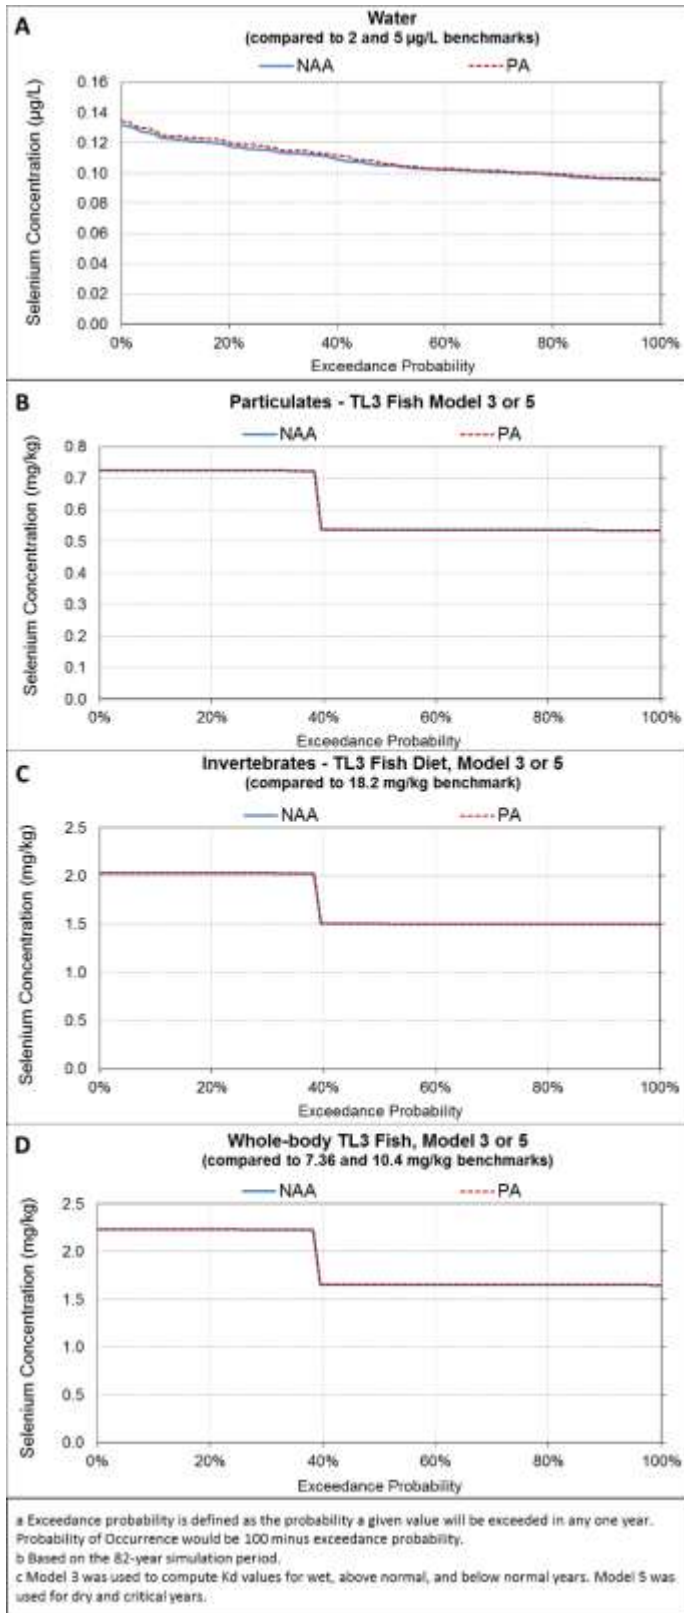 A
Water
(compared to 2 and 5 µg/L benchmarks)
NAA PA
Selenium Concentration (µg/L)
0.16
0.14
0.12
0.10
0.08
0.06
0.04
0.02
0.00
0% 20% 40% 60% 80% 100%
Exceedance Probability
B
Particulates - TL3 Fish Model 3 or 5
NAA PA
Selenium Concentration (mg/kg)
0.8
0.7
0.6
0.5
0.4
0.3
0.2
0.1
0.0
0% 20% 40% 60% 80% 100%
Exceedance Probability
C
Invertebrates - TL3 Fish Diet, Model 3 or 5
(compared to 18.2 mg/kg benchmark)
NAA PA
Selenium Concentration (mg/kg)
2.5
2.0
1.5
1.0
0.5
0.0
0% 20% 40% 60% 80% 100%
Exceedance Probability
D
Whole-body TL3 Fish, Model 3 or 5
(compared to 7.36 and 10.4 mg/kg benchmarks)
NAA PA
Selenium Concentration (mg/kg)
2.5
2.0
1.5
1.0
0.5
0.0
0% 20% 40% 60% 80% 100%
Exceedance Probability
a Exceedance probability is defined as the probability a given value will be exceeded in any one year.
Probability of Occurrence would be 100 minus exceedance probability.
b Based on the 82-year simulation period.
c Model 3 was used to compute Kd values for wet, above normal, and below normal years. Model 5 was
used for dry and critical years.